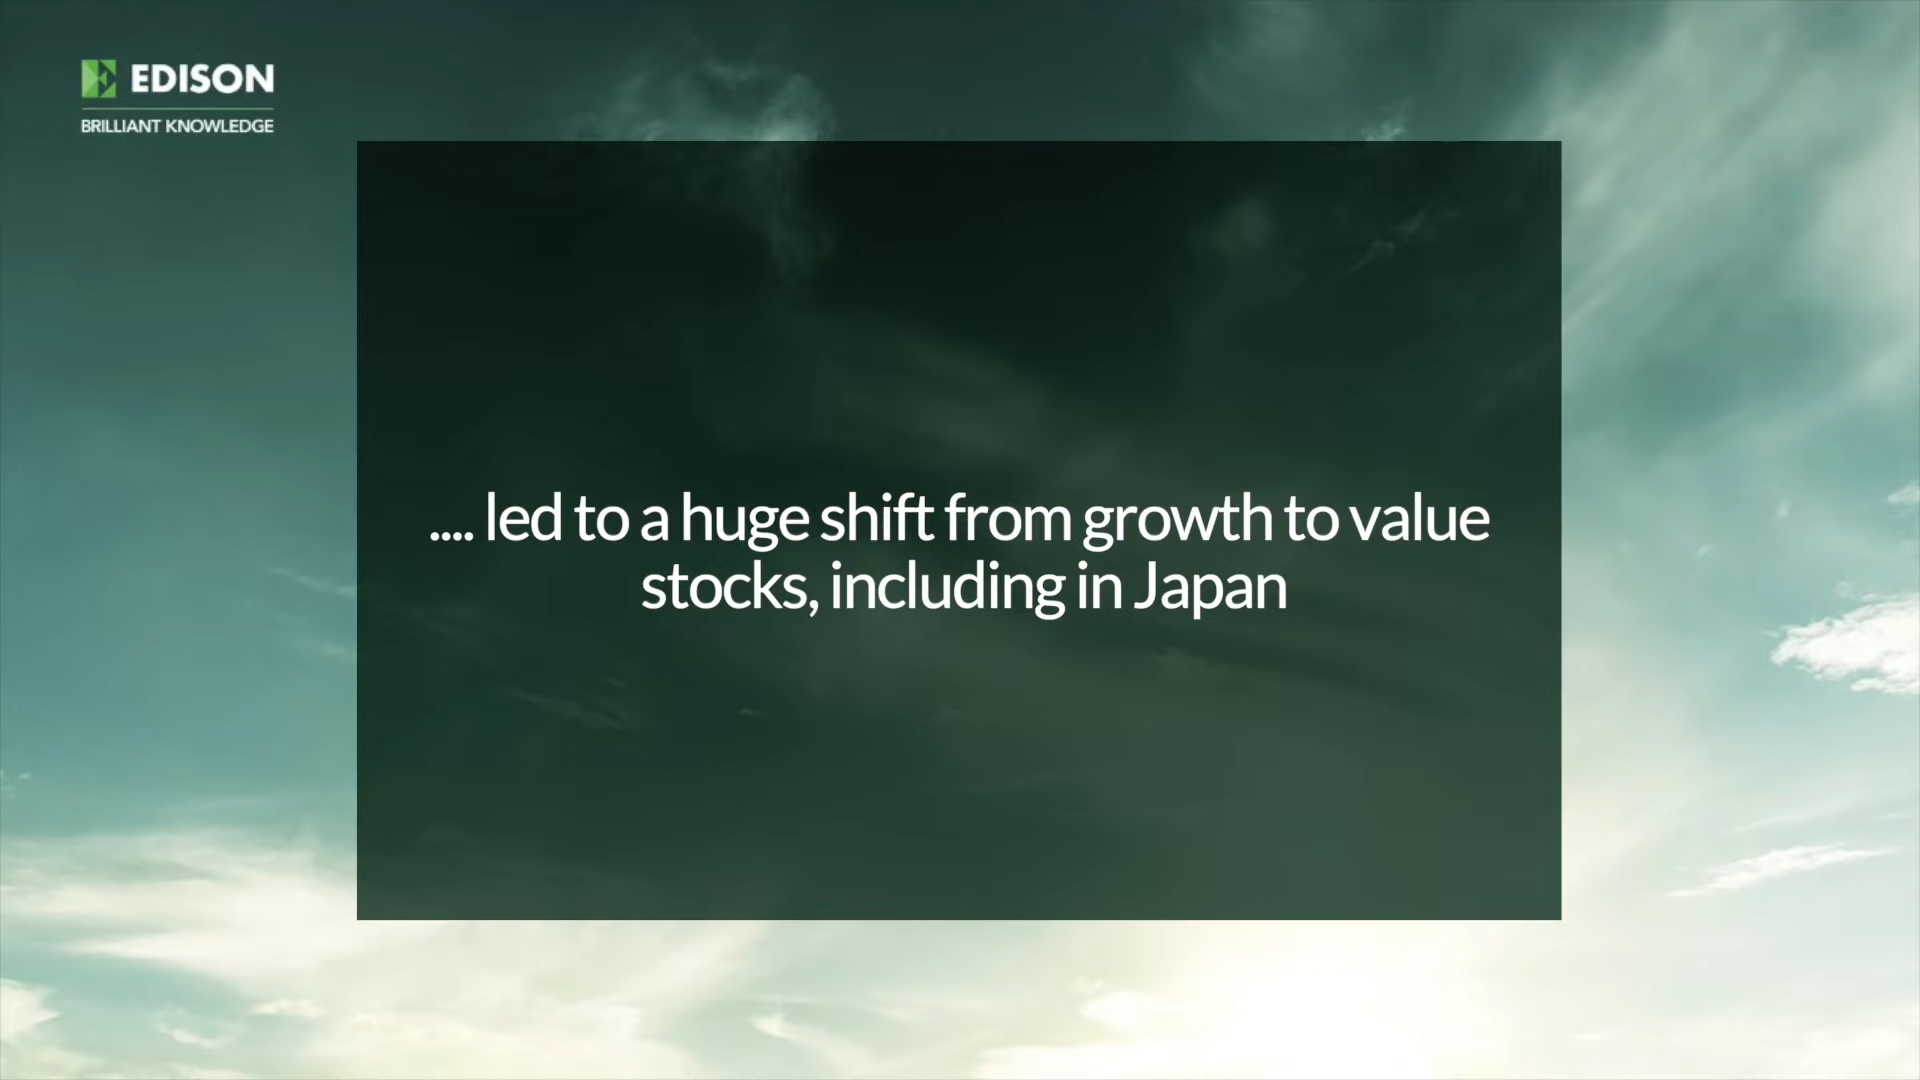 EDISON
BRILLIANT KNOWLEDGE
.... led to a huge shift from growth to value
stocks, including in Japan